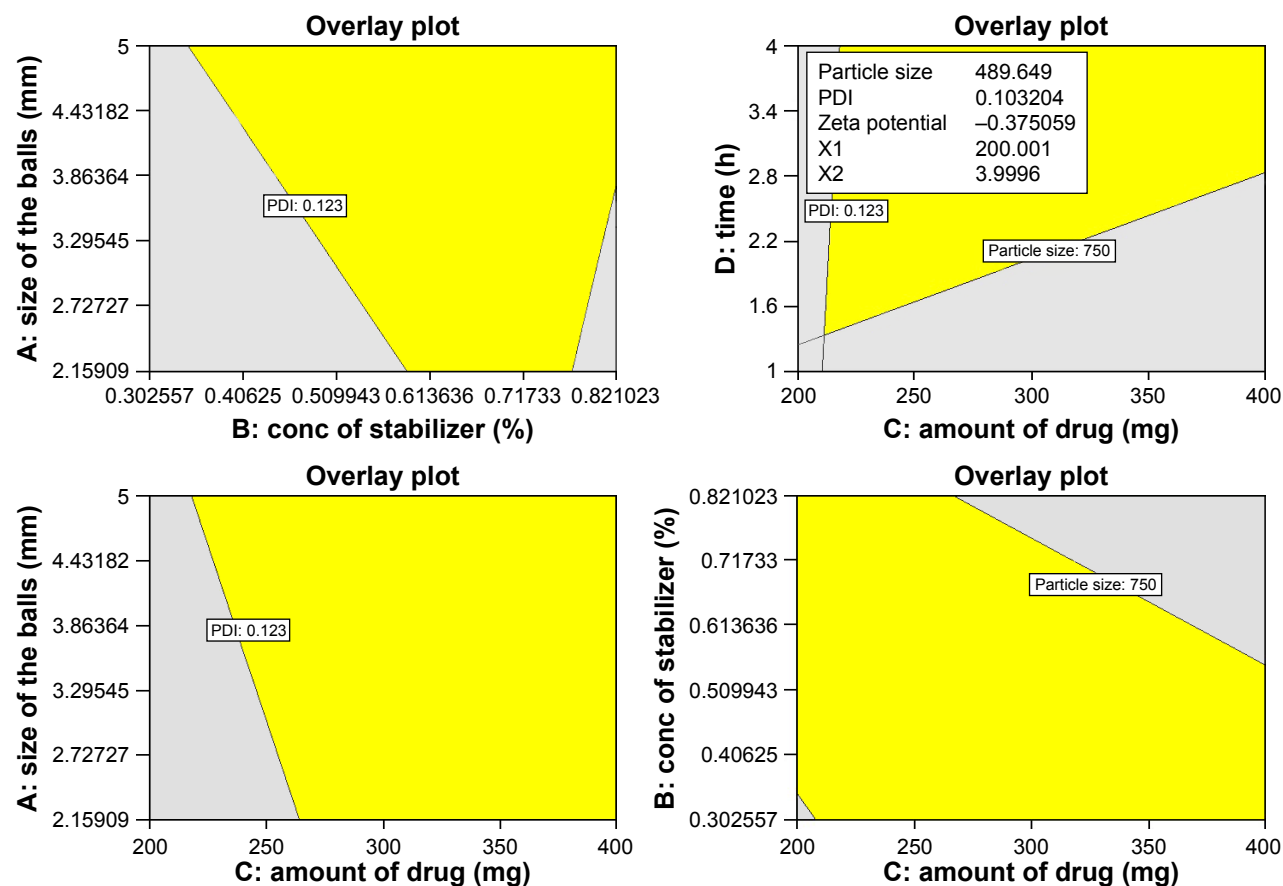 Overlay plot
A: size of the balls (mm)
5
4.43182
3.86364
3.29545
2.72727
2.15909
PDI: 0.123
0.302557 0.40625 0.509943 0.613636 0.71733 0.821023
B: conc of stabilizer (%)
Overlay plot
D: time (h)
4
3.4
2.8
2.2
1.6
1
Particle size 489.649
PDI 0.103204
Zeta potential –0.375059
X1 200.001
X2 3.9996
PDI: 0.123
Particle size: 750
200 250 300 350 400
C: amount of drug (mg)
Overlay plot
A: size of the balls (mm)
5
4.43182
3.86364
3.29545
2.72727
2.15909
PDI: 0.123
200 250 300 350 400
C: amount of drug (mg)
Overlay plot
B: conc of stabilizer (%)
0.821023
0.71733
0.613636
0.509943
0.40625
0.302557
Particle size: 750
200 250 300 350 400
C: amount of drug (mg)